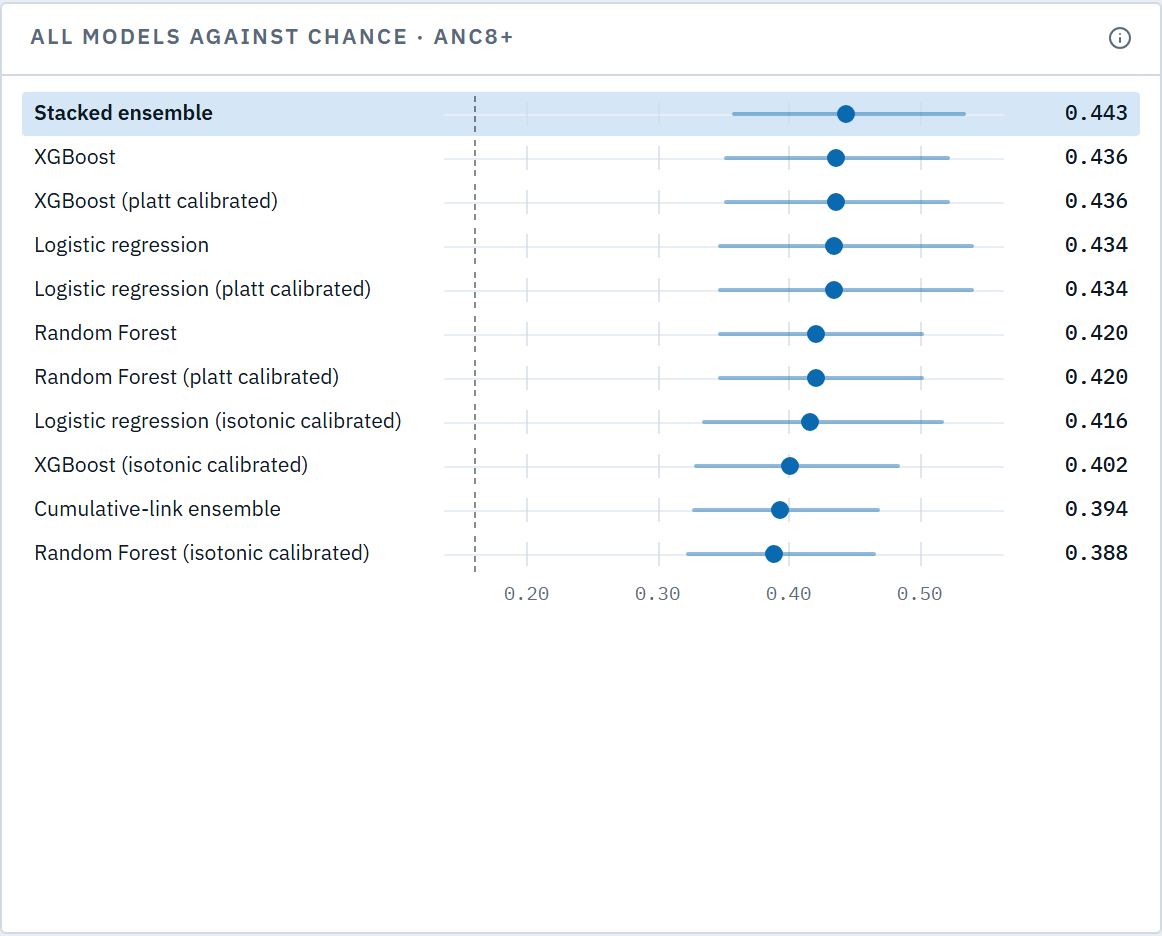 ALL MODELS AGAINST CHANCE · ANC8+
Stacked ensemble 0.443
XGBoost 0.436
XGBoost (platt calibrated) 0.436
Logistic regression 0.434
Logistic regression (platt calibrated) 0.434
Random Forest 0.420
Random Forest (platt calibrated) 0.420
Logistic regression (isotonic calibrated) 0.416
XGBoost (isotonic calibrated) 0.402
Cumulative-link ensemble 0.394
Random Forest (isotonic calibrated) 0.388
0.20 0.30 0.40 0.50